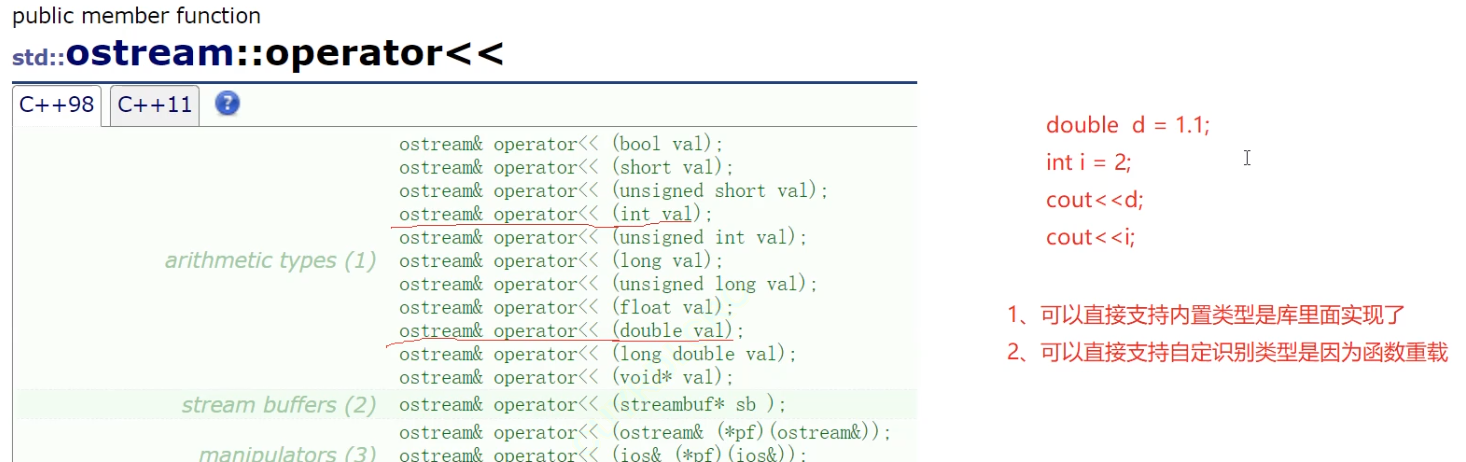 public member function
std::ostream::operator<<
C++98 C++11 ?
ostream& operator<< (bool val);
ostream& operator<< (short val);
ostream& operator<< (unsigned short val);
ostream& operator<< (int val);
ostream& operator<< (unsigned int val);
arithmetic types (1) ostream& operator<< (long val);
ostream& operator<< (unsigned long val);
ostream& operator<< (float val);
ostream& operator<< (double val);
ostream& operator<< (long double val);
ostream& operator<< (void* val);
stream buffers (2) ostream& operator<< (streambuf* sb );
ostream& operator<< (ostream& (*pf)(ostream&));
manipulators (3) ostream& operator<< (ios& (*pf)(ios&));
double d = 1.1;
int i = 2;
cout<<d;
cout<<i;
1、可以直接支持内置类型是库里面实现了
2、可以直接支持自定识别类型是因为函数重载